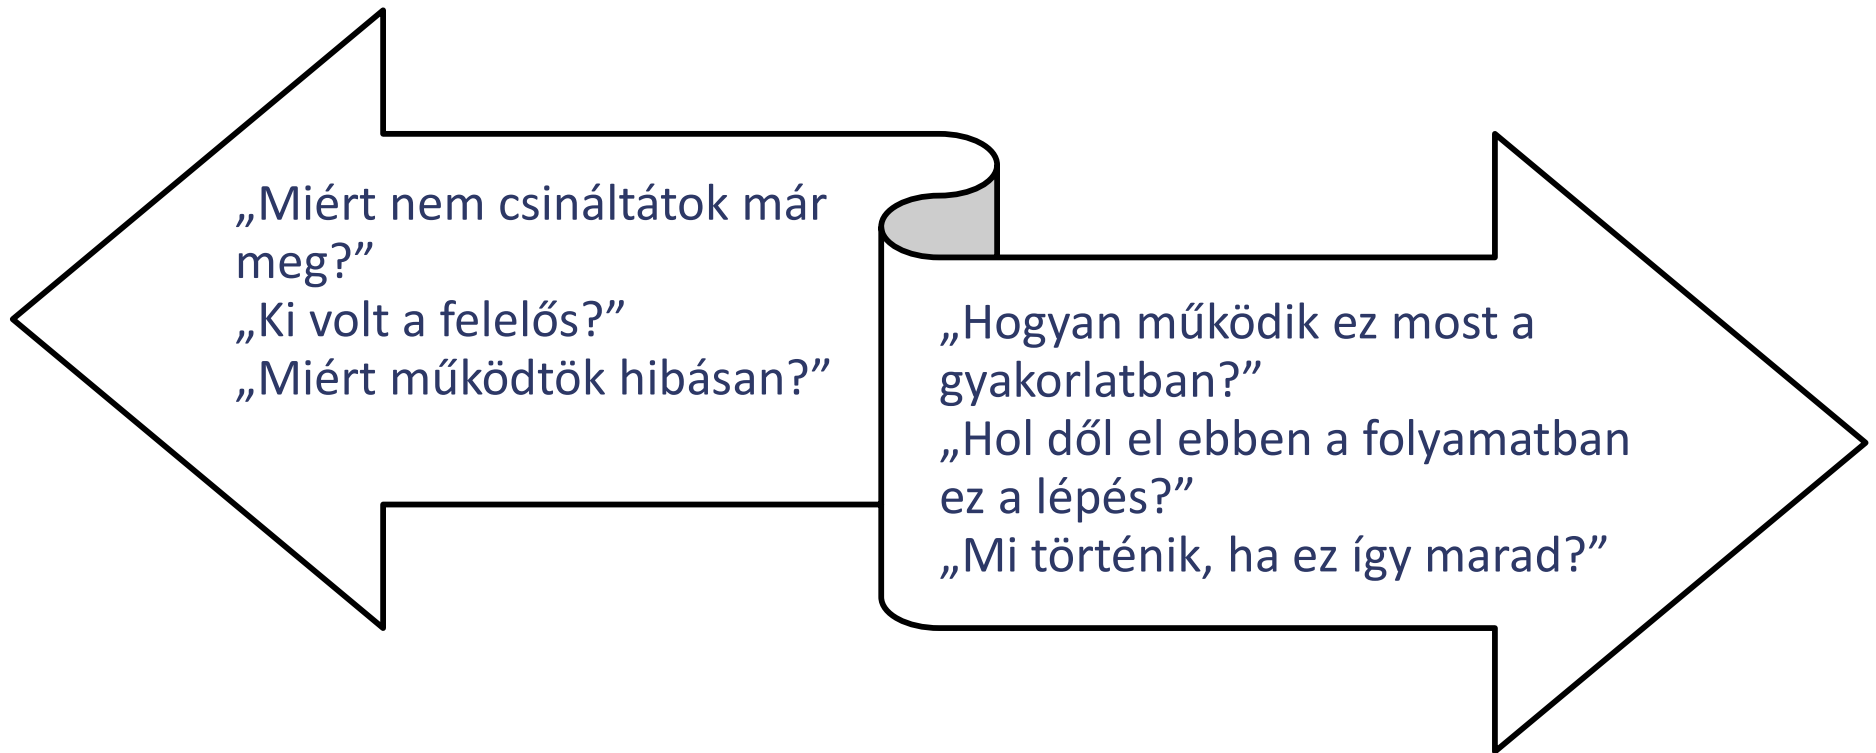 „Miért nem csináltátok már
meg?”
„Ki volt a felelős?”
„Miért működtök hibásan?”
„Hogyan működik ez most a
gyakorlatban?”
„Hol dől el ebben a folyamatban
ez a lépés?”
„Mi történik, ha ez így marad?”